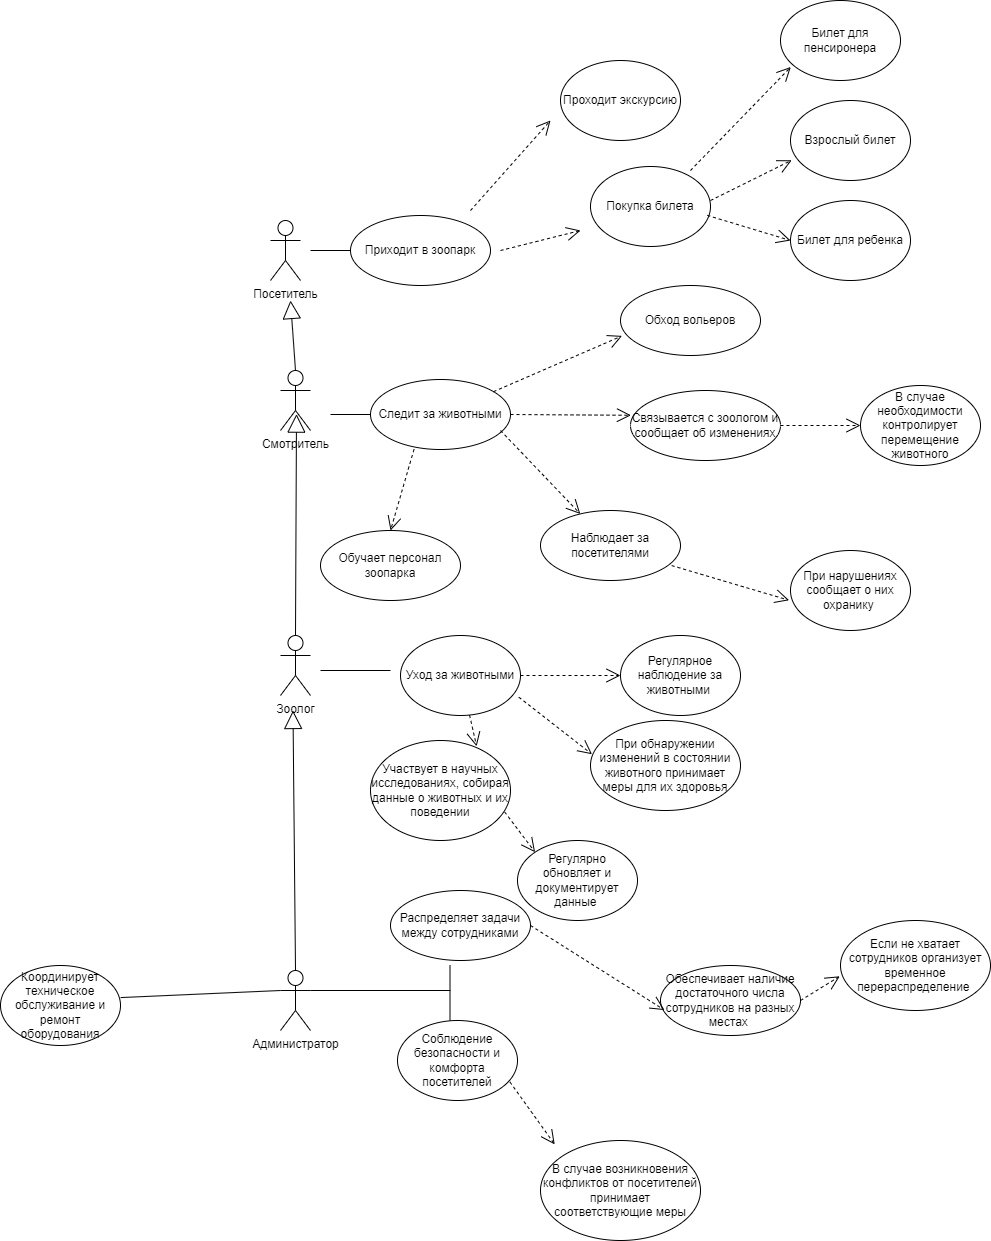 Билет для
пенсиронера
Проходит экскурсию
Взрослый билет
Покупка билета
Билет для ребенка
Приходит в зоопарк
Посетитель
Обход вольеров
Следит за животными
Связывается с зоологом и
сообщает об изменениях
В случае
необходимости
контролирует
перемещение
животного
Смотритель
Наблюдает за
посетителями
Обучает персонал
зоопарка
При нарушениях
сообщает о них
охранику
Уход за животными
Регулярное
наблюдение за
животными
Зоолог
При обнаружении
изменений в состоянии
животного принимает
меры для их здоровья
Участвует в научных
исследованиях, собирая
данные о животных и их
поведении
Регулярно
обновляет и
документирует
данные
Распределяет задачи
между сотрудниками
Если не хватает
сотрудников организует
временное
перераспределение
Координирует
техническое
обслуживание и
ремонт
оборудования
Обеспечивает наличие
достаточного числа
сотрудников на разных
местах
Администратор
Соблюдение
безопасности и
комфорта
посетителей
В случае возникновения
конфликтов от посетителей
принимает
соответствующие меры